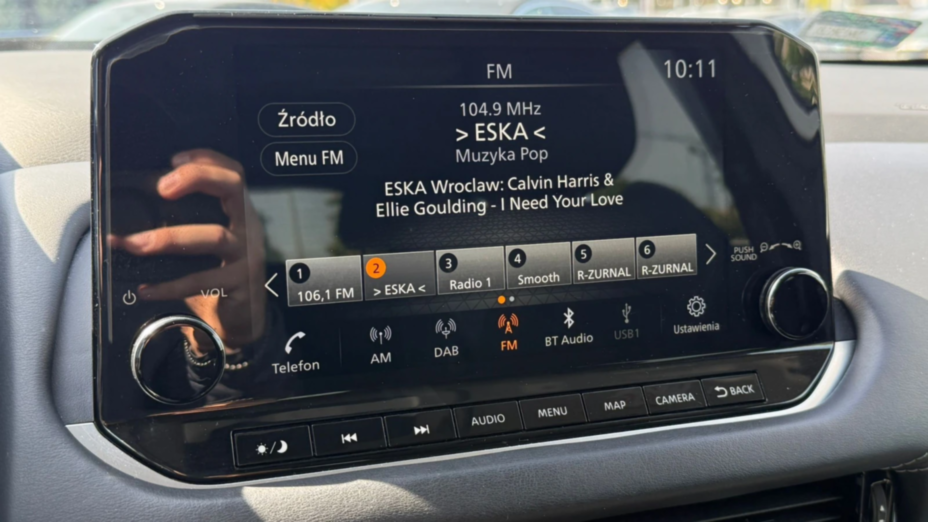 FM
10:11
Źródło
Menu FM
104.9 MHz
> ESKA <
Muzyka Pop
ESKA Wroclaw: Calvin Harris &
Ellie Goulding - I Need Your Love
1 106,1 FM
2 > ESKA <
3 Radio 1
4 Smooth
5 R-ZURNAL
6 R-ZURNAL
PUSH
SOUND
VOL
Telefon
AM
DAB
FM
BT Audio
USB1
Ustawienia
AUDIO
MENU
MAP
CAMERA
BACK